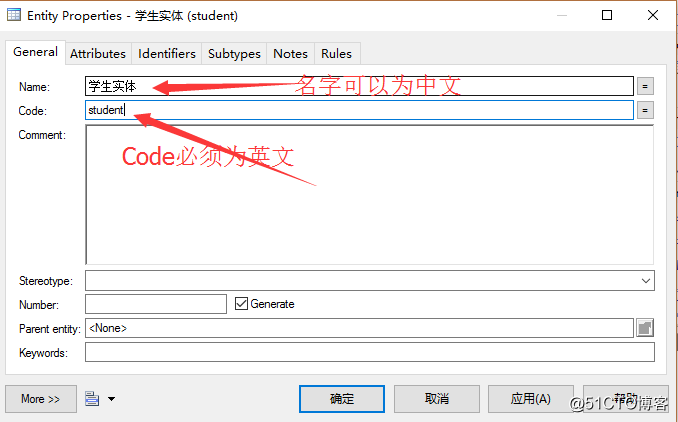 Entity Properties - 学生实体 (student)
General Attributes Identifiers Subtypes Notes Rules
Name: 学生实体 =
名字可以为中文
Code: student =
Comment:
Code必须为英文
Stereotype:
Number: Generate
Parent entity: <None>
Keywords:
More >> 确定 取消 应用(A) 帮助
@51CTO博客